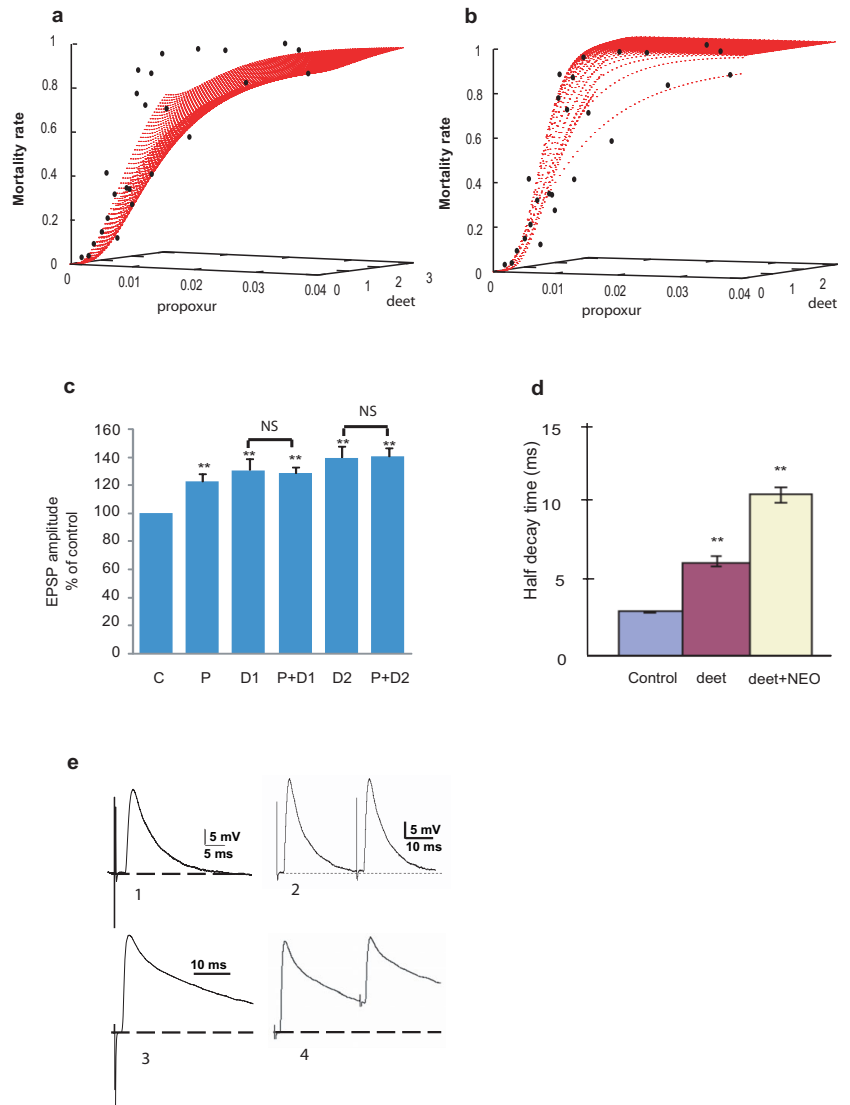 a
Mortality rate
1
0.8
0.6
0.4
0.2
0
0
0.01
0.02
0.03
0.04
0
1
2
3
propoxur
deet
b
Mortality rate
1
0.8
0.6
0.4
0.2
0
0
0.01
0.02
0.03
0.04
0
1
2
propoxur
deet
c
EPSP amplitude
% of control
160
140
120
100
80
60
40
20
0
NS
NS
**
**
**
**
**
C P D1 P+D1 D2 P+D2
d
Half decay time (ms)
15
10
5
0
**
**
Control deet deet+NEO
e
5 mV
5 ms
1
5 mV
10 ms
2
10 ms
3
4